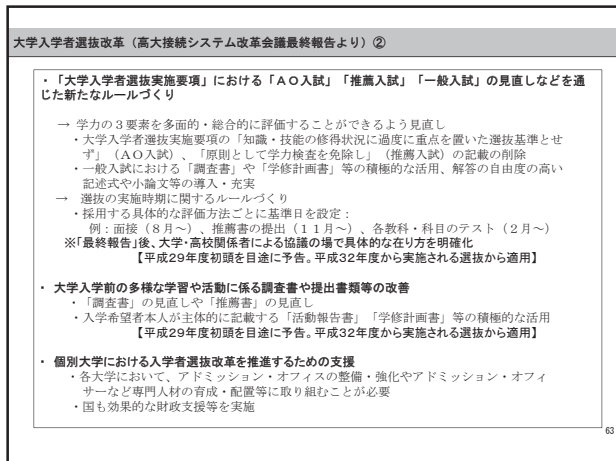 大学入学者選抜改革（高大接続システム改革会議最終報告より）②
・「大学入学者選抜実施要項」における「ＡＯ入試」「推薦入試」「一般入試」の見直しなどを通
じた新たなルールづくり
→ 学力の３要素を多面的・総合的に評価することができるよう見直し
・大学入学者選抜実施要項の「知識・技能の修得状況に過度に重点を置いた選抜基準とせ
ず」（ＡＯ入試）、「原則として学力検査を免除し」（推薦入試）の記載の削除
・一般入試における「調査書」や「学修計画書」等の積極的な活用、解答の自由度の高い
記述式や小論文等の導入・充実
→ 選抜の実施時期に関するルールづくり
・採用する具体的な評価方法ごとに基準日を設定：
例：面接（８月～）、推薦書の提出（１１月～）、各教科・科目のテスト（２月～）
※「最終報告」後、大学・高校関係者による協議の場で具体的な在り方を明確化
【平成29年度初頭を目途に予告。平成32年度から実施される選抜から適用】
・ 大学入学前の多様な学習や活動に係る調査書や提出書類等の改善
・「調査書」の見直しや「推薦書」の見直し
・入学希望者本人が主体的に記載する「活動報告書」「学修計画書」等の積極的な活用
【平成29年度初頭を目途に予告。平成32年度から実施される選抜から適用】
・ 個別大学における入学者選抜改革を推進するための支援
・各大学において、アドミッション・オフィスの整備・強化やアドミッション・オフィ
サーなど専門人材の育成・配置等に取り組むことが必要
・国も効果的な財政支援等を実施
63